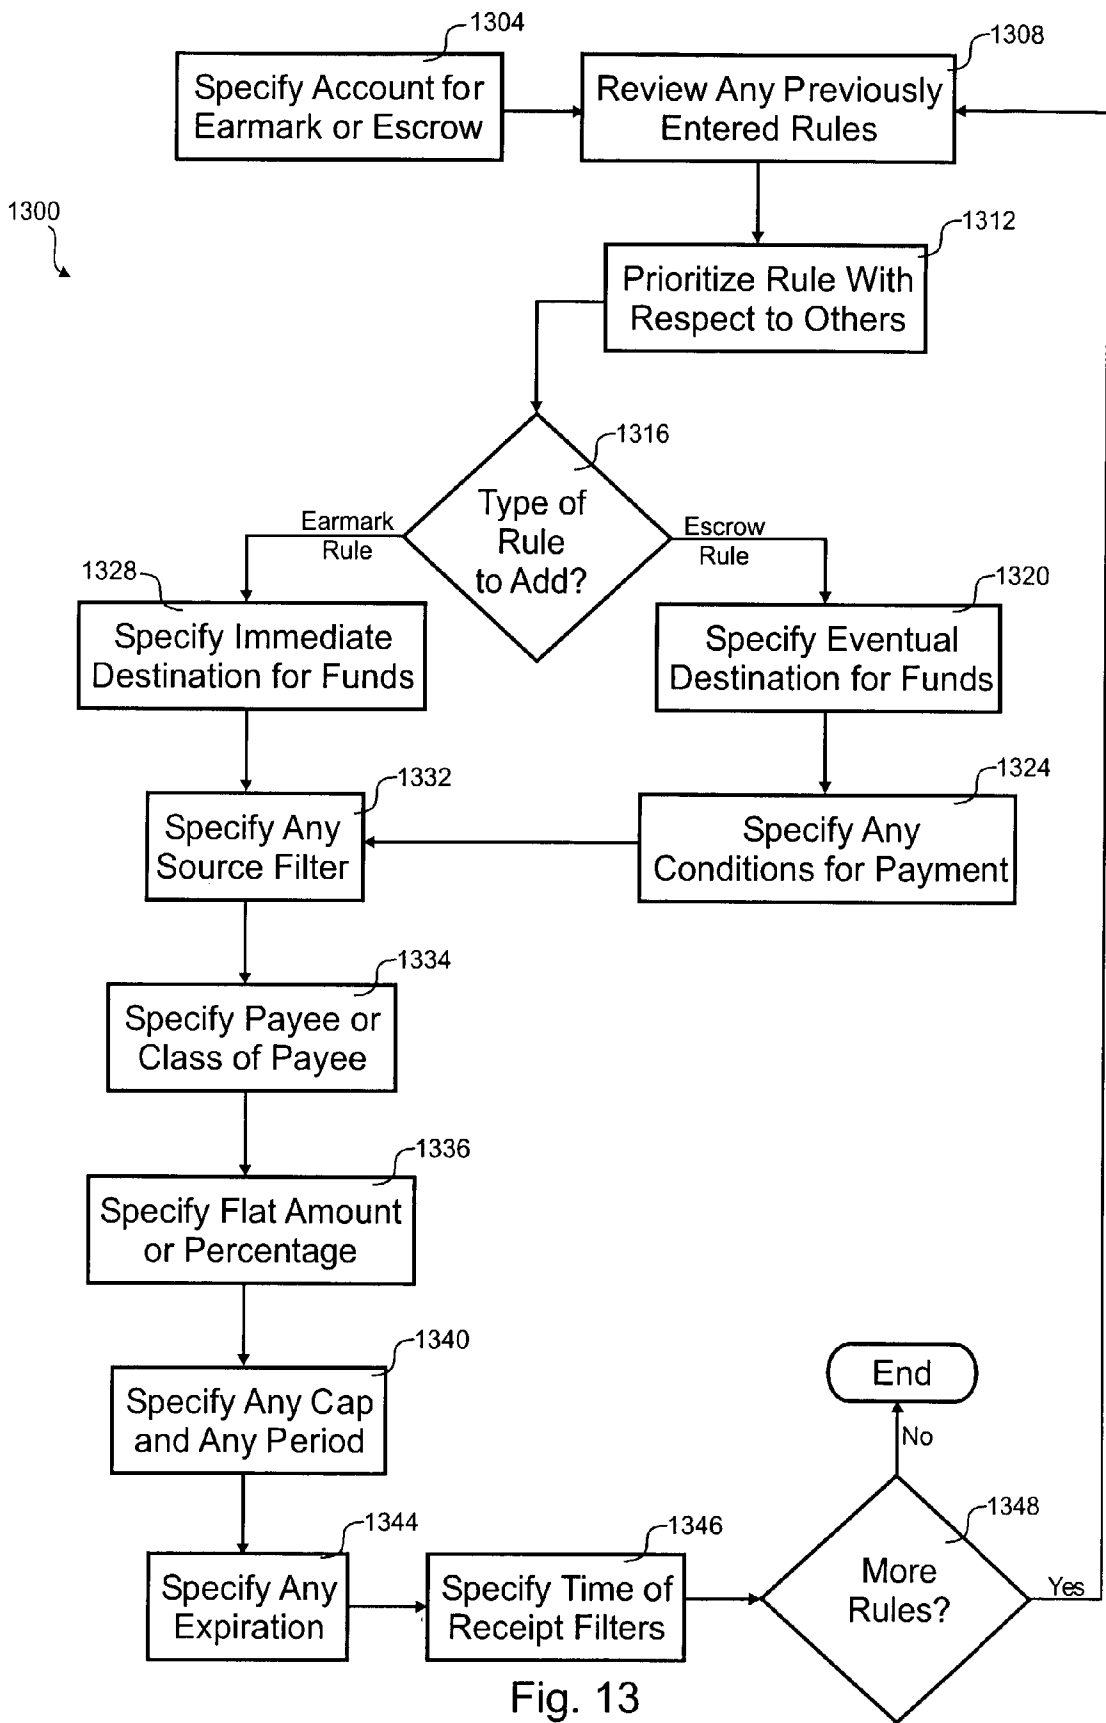 1304
Specify Account for
Earmark or Escrow
1308
Review Any Previously
Entered Rules
1300
1312
Prioritize Rule With
Respect to Others
1316
Type of
Rule
to Add?
Earmark
Rule
Escrow
Rule
1328
Specify Immediate
Destination for Funds
1320
Specify Eventual
Destination for Funds
1332
Specify Any
Source Filter
1324
Specify Any
Conditions for Payment
1334
Specify Payee or
Class of Payee
1336
Specify Flat Amount
or Percentage
1340
Specify Any Cap
and Any Period
End
No
1344
Specify Any
Expiration
1346
Specify Time of
Receipt Filters
1348
More
Rules?
Yes
Fig. 13